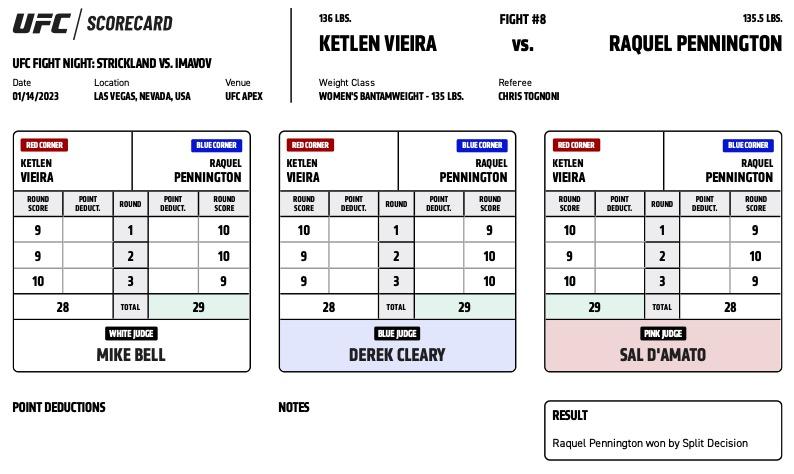 UFC / SCORECARD
UFC FIGHT NIGHT: STRICKLAND VS. IMAVOV
Date Location Venue
01/14/2023 LAS VEGAS, NEVADA, USA UFC APEX
136 LBS. FIGHT #8 135.5 LBS.
KETLEN VIEIRA VS. RAQUEL PENNINGTON
Weight Class Referee
WOMEN'S BANTAMWEIGHT - 135 LBS. CHRIS TOGNONI
RED CORNER BLUE CORNER
KETLEN RAQUEL
VIEIRA PENNINGTON
ROUND POINT ROUND POINT ROUND
SCORE DEDUCT. DEDUCT. SCORE
9 1 10
9 2 10
10 3 9
28 TOTAL 29
WHITE JUDGE
MIKE BELL
RED CORNER BLUE CORNER
KETLEN RAQUEL
VIEIRA PENNINGTON
ROUND POINT ROUND POINT ROUND
SCORE DEDUCT. DEDUCT. SCORE
10 1 9
9 2 10
9 3 10
28 TOTAL 29
BLUE JUDGE
DEREK CLEARY
RED CORNER BLUE CORNER
KETLEN RAQUEL
VIEIRA PENNINGTON
ROUND POINT ROUND POINT ROUND
SCORE DEDUCT. DEDUCT. SCORE
10 1 9
9 2 10
10 3 9
29 TOTAL 28
PINK JUDGE
SAL D'AMATO
POINT DEDUCTIONS
NOTES
RESULT
Raquel Pennington won by Split Decision